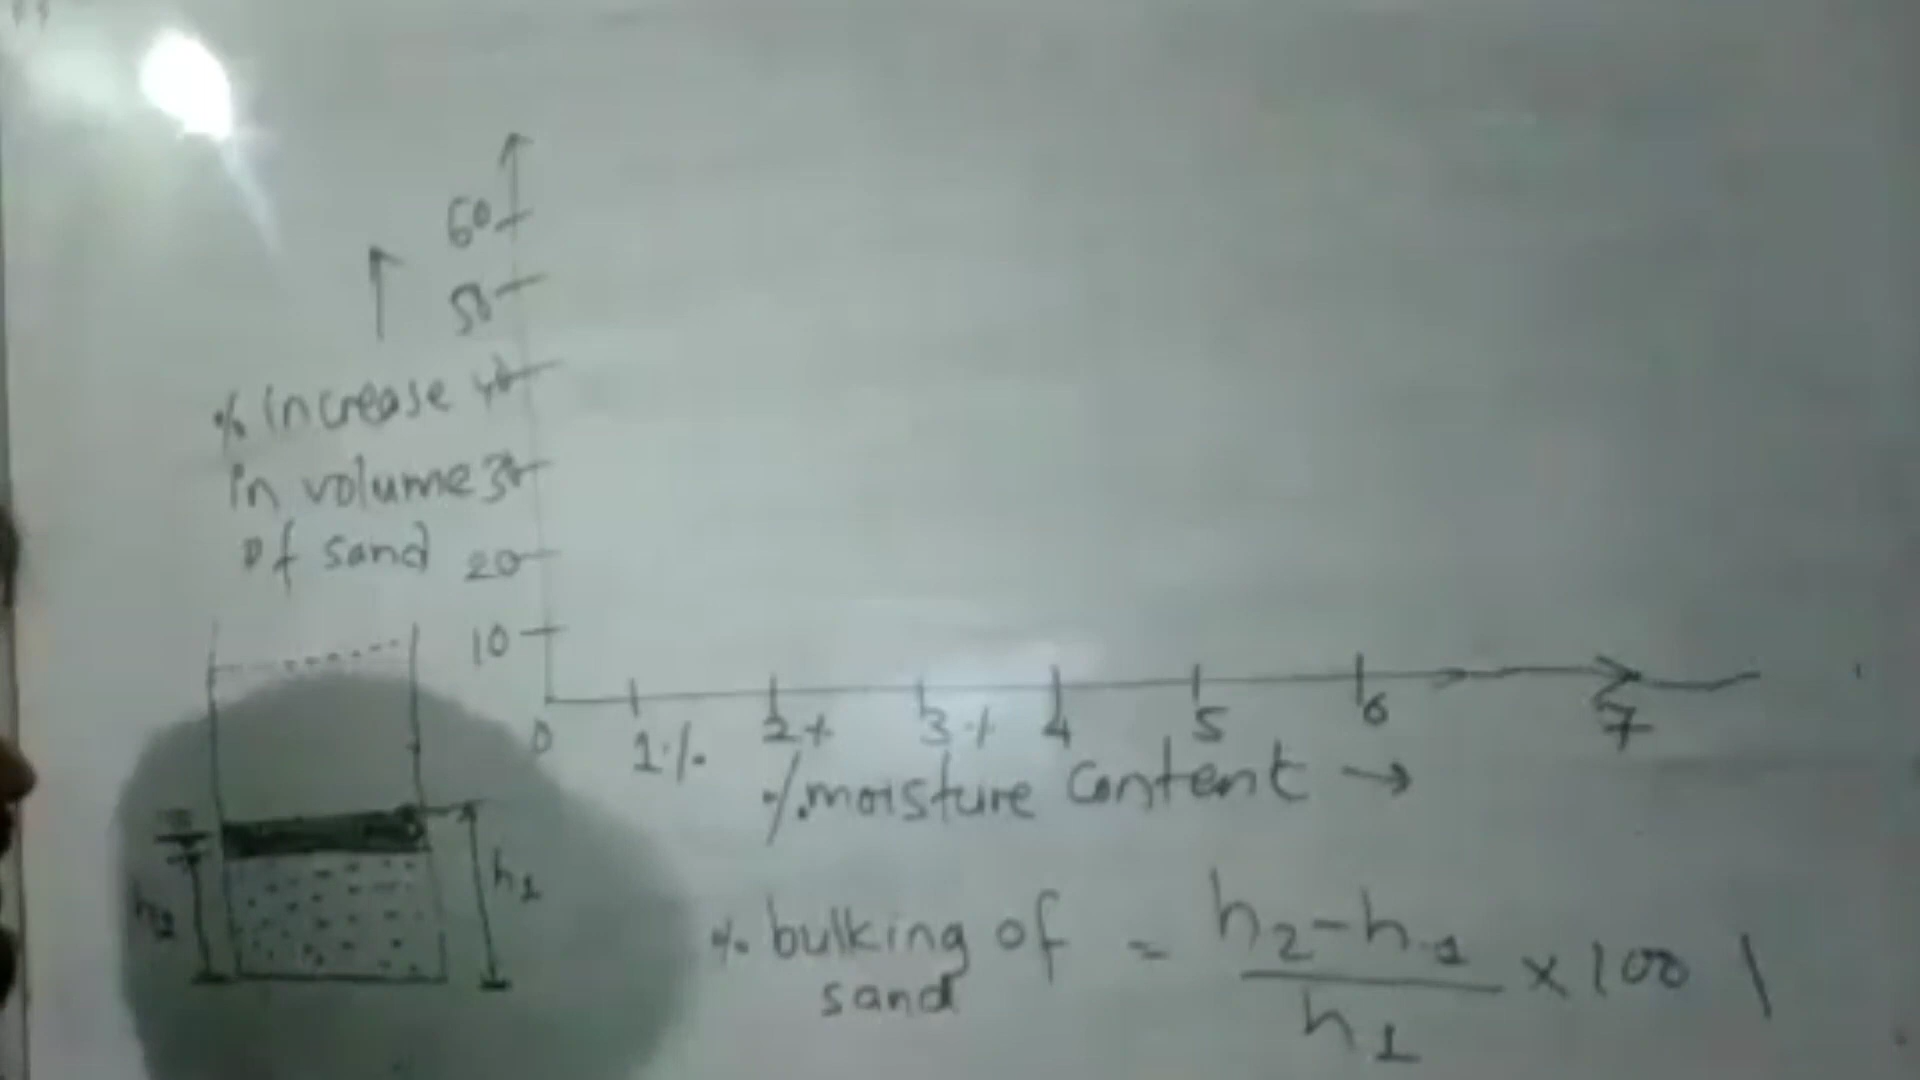 60
50
% increase 40
in volume 30
of sand 20
10
0 1% 2% 3% 4 5 6 7
% moisture content →
h2 h1
% bulking of sand = h2-h1 / h1 × 100